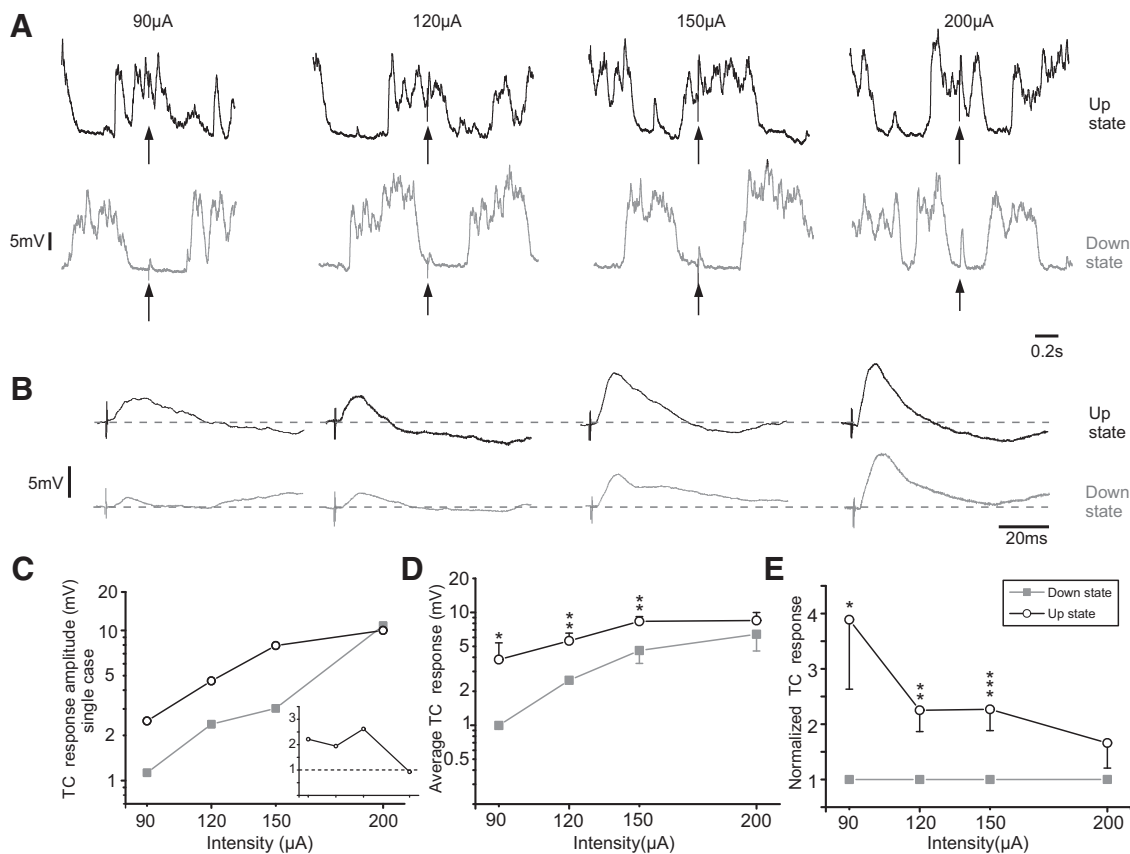 A
90µA
120µA
150µA
200µA
Up
state
5mV
Down
state
0.2s
B
Up
state
5mV
Down
state
20ms
C
D
E
TC response amplitude (mV)
single case
20
10
5
2
1
3
2
1
90
120
150
200
Intensity (µA)
Average TC response (mV)
20
10
5
2
1
0.5
*
**
**
90
120
150
200
Intensity(µA)
Normalized TC response
4
3
2
1
*
**
***
Down state
Up state
90
120
150
200
Intensity(µA)